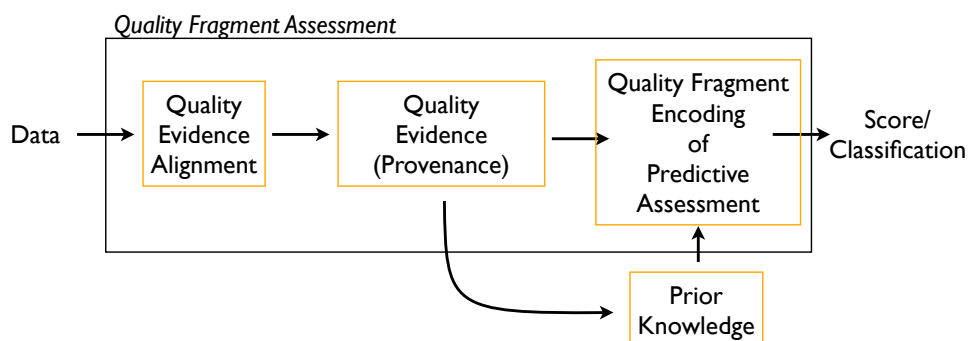 Quality Fragment Assessment
Data
Quality
Evidence
Alignment
Quality
Evidence
(Provenance)
Quality Fragment
Encoding
of
Predictive
Assessment
Score/
Classification
Prior
Knowledge